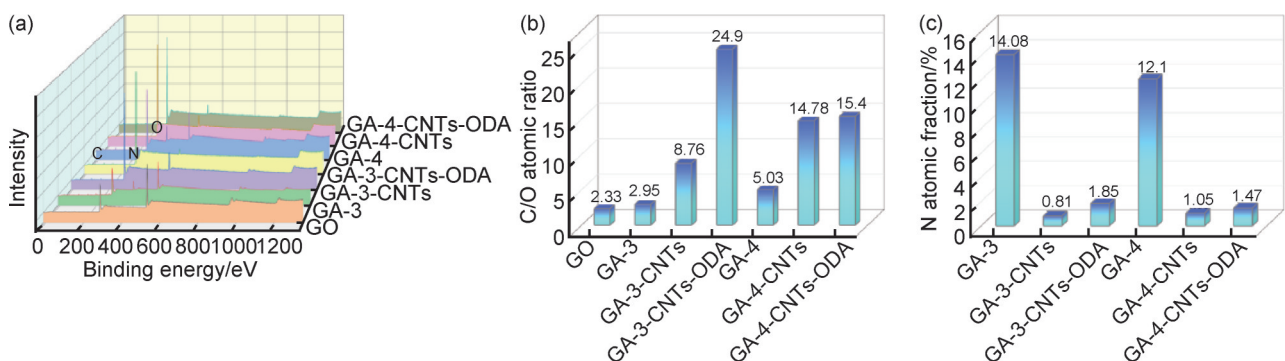 (a)
Intensity
C
N
O
GA-4-CNTs-ODA
GA-4-CNTs
GA-4
GA-3-CNTs-ODA
GA-3-CNTs
GA-3
GO
0 200 400 600 800 1000 1200
Binding energy/eV
(b)
C/O atomic ratio
25
20
15
10
5
0
2.33
2.95
8.76
24.9
5.03
14.78
15.4
GO
GA-3
GA-3-CNTs
GA-3-CNTs-ODA
GA-4
GA-4-CNTs
GA-4-CNTs-ODA
(c)
N atomic fraction/%
16
14
12
10
8
6
4
2
0
14.08
0.81
1.85
12.1
1.05
1.47
GA-3
GA-3-CNTs
GA-3-CNTs-ODA
GA-4
GA-4-CNTs
GA-4-CNTs-ODA